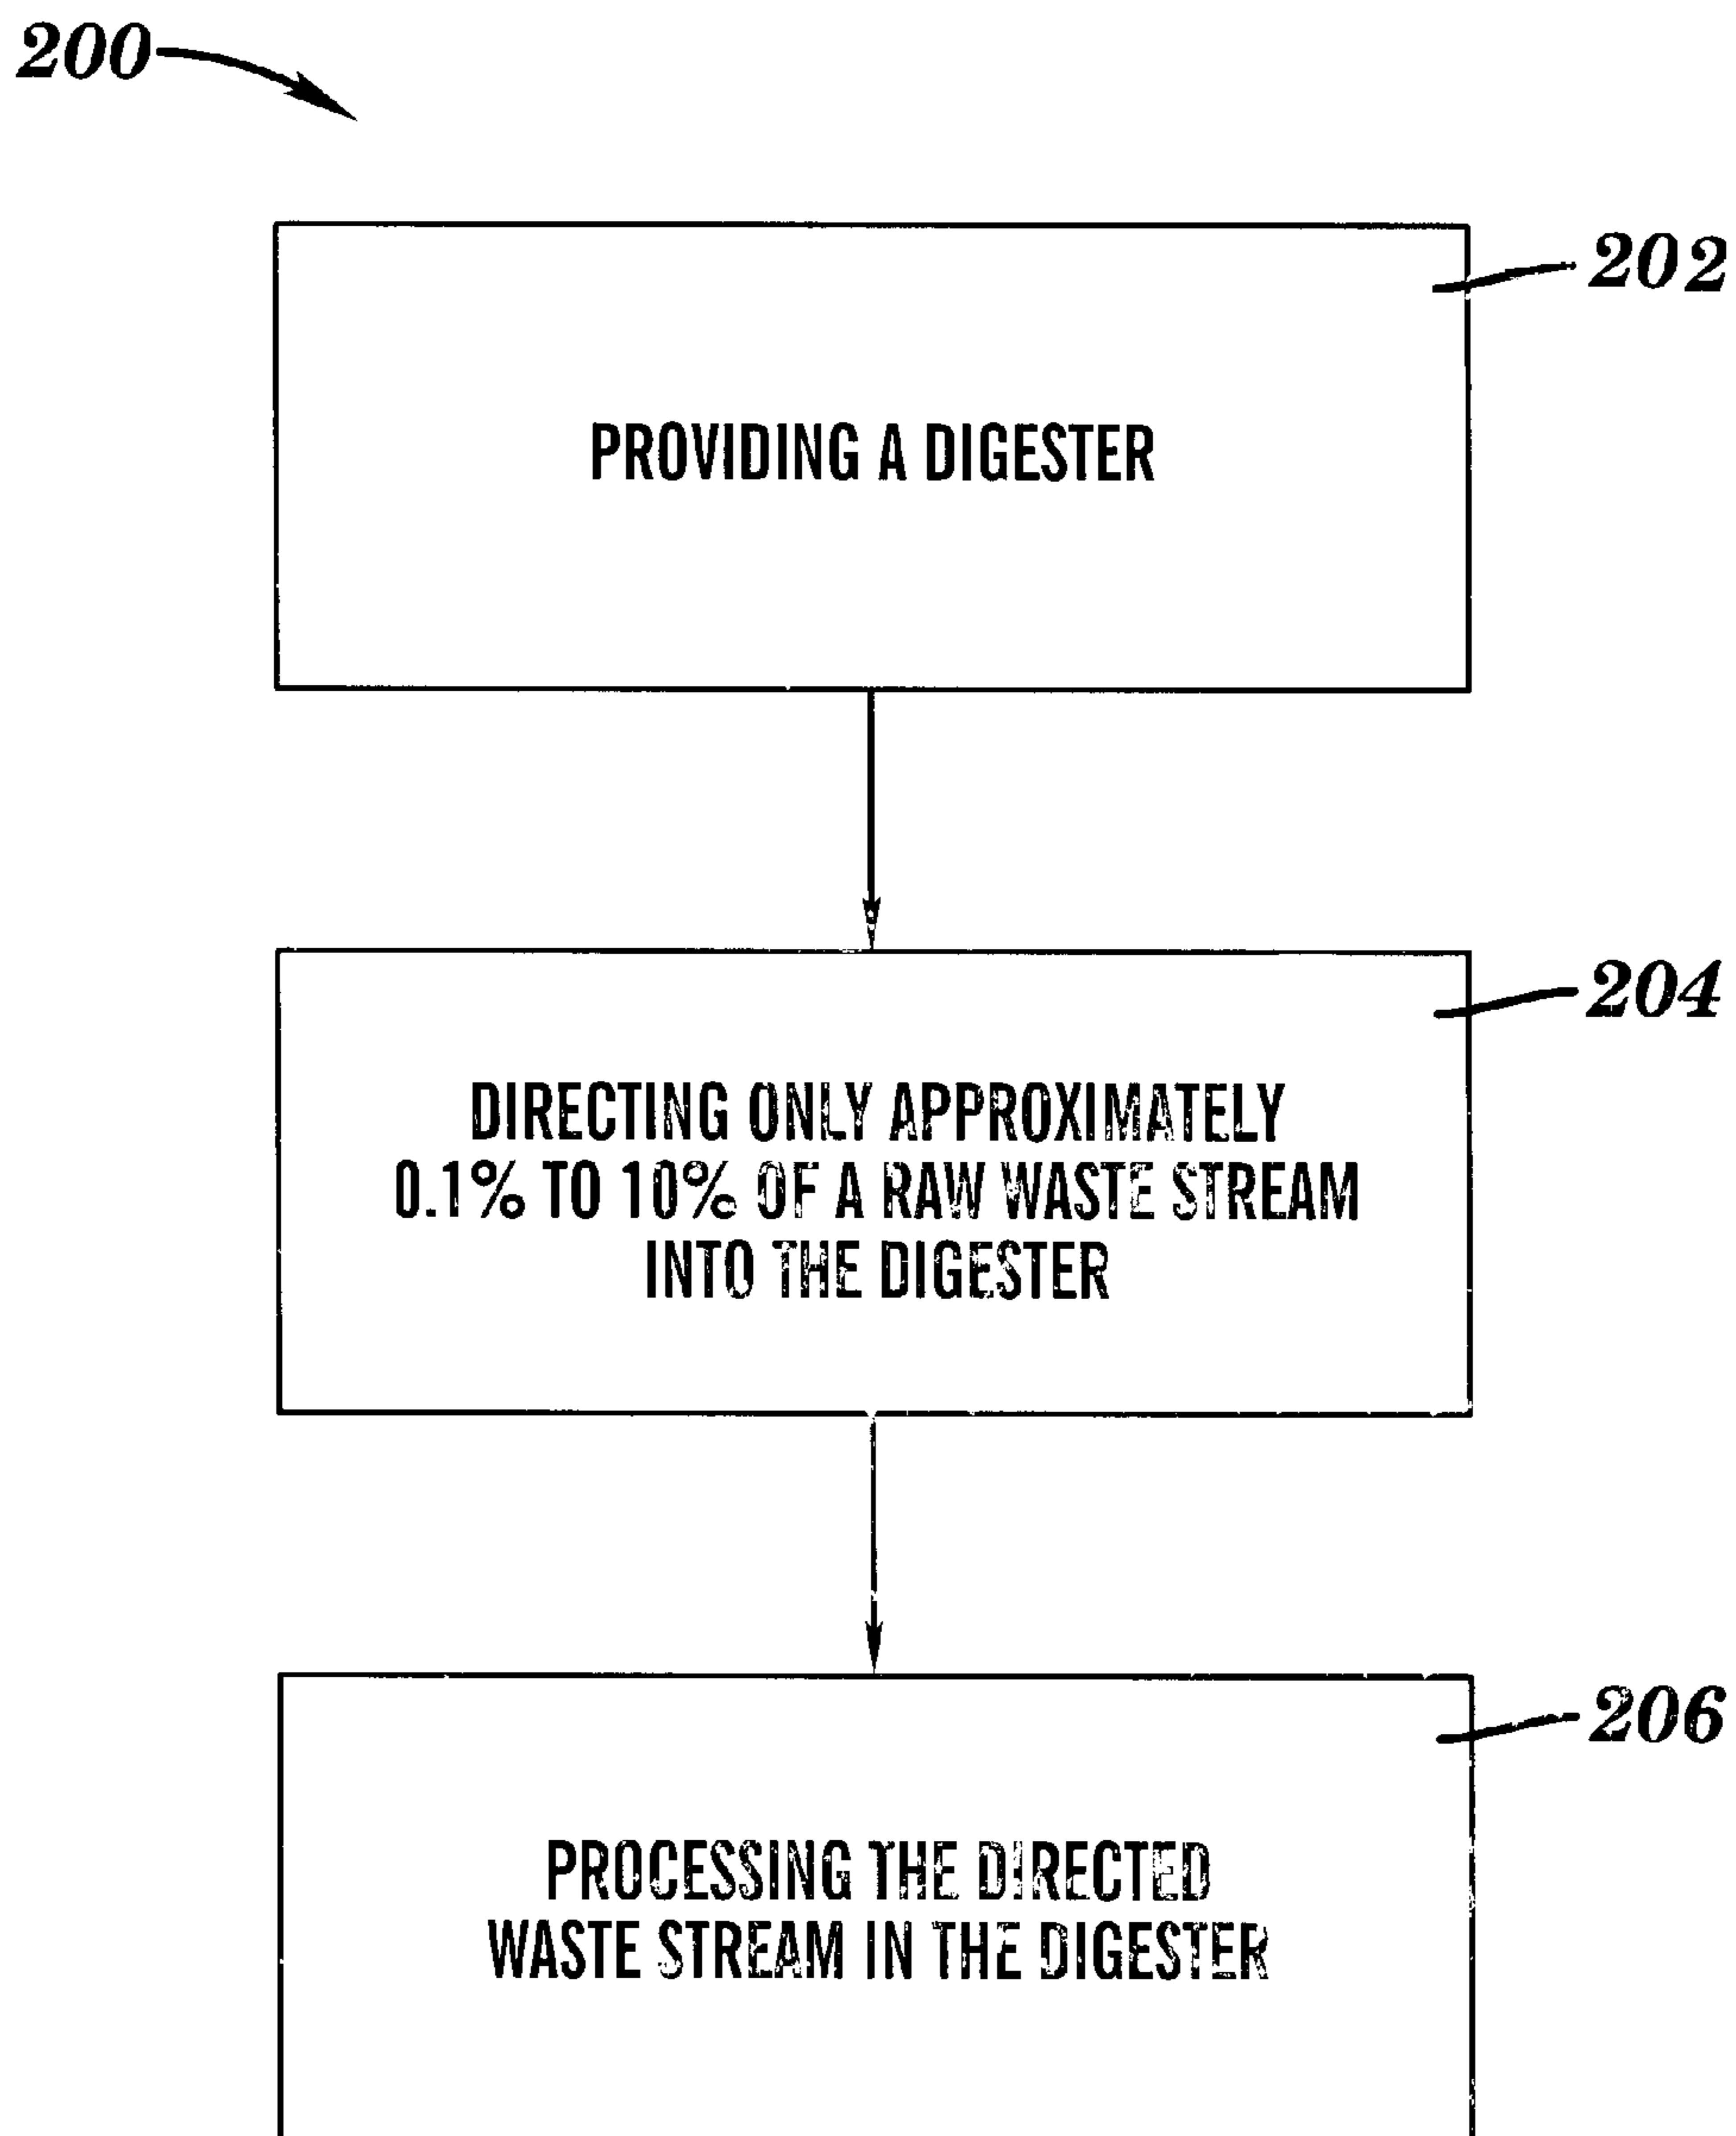 200
202
PROVIDING A DIGESTER
204
DIRECTING ONLY APPROXIMATELY
0.1% TO 10% OF A RAW WASTE STREAM
INTO THE DIGESTER
206
PROCESSING THE DIRECTED
WASTE STREAM IN THE DIGESTER